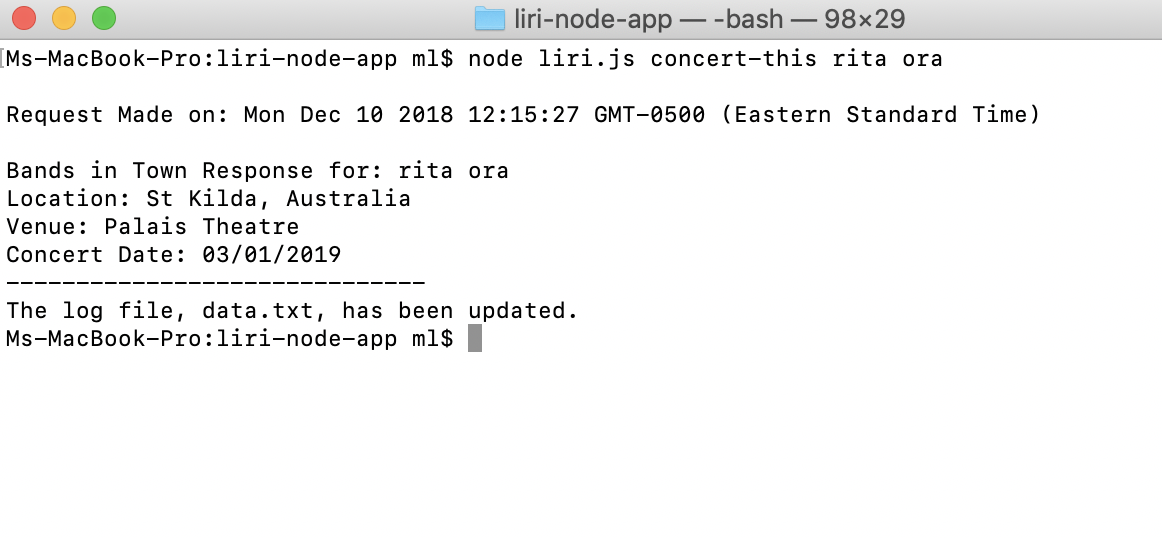 liri-node-app — -bash — 98×29
Ms-MacBook-Pro:liri-node-app ml$ node liri.js concert-this rita ora
Request Made on: Mon Dec 10 2018 12:15:27 GMT-0500 (Eastern Standard Time)
Bands in Town Response for: rita ora
Location: St Kilda, Australia
Venue: Palais Theatre
Concert Date: 03/01/2019
------------------------------
The log file, data.txt, has been updated.
Ms-MacBook-Pro:liri-node-app ml$